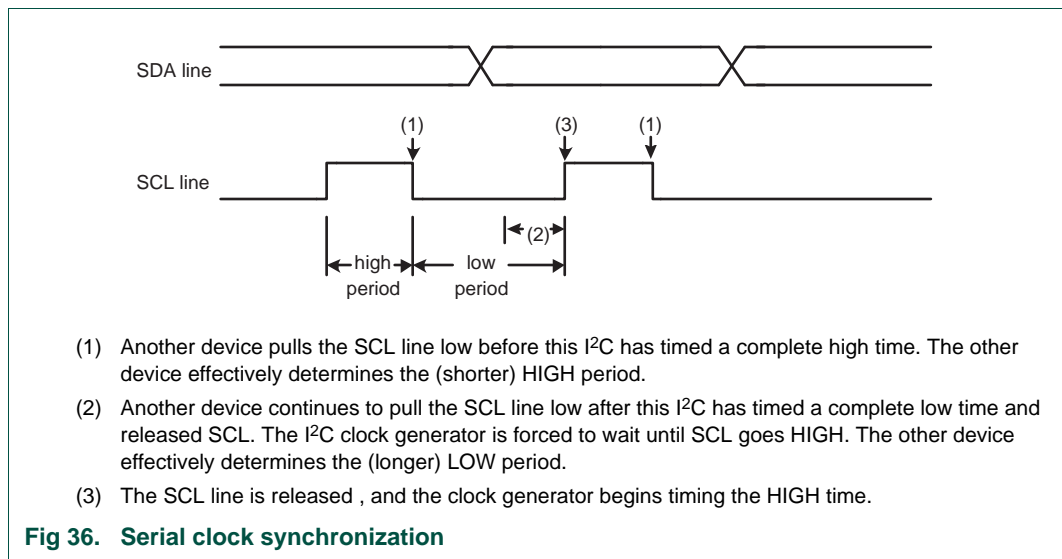 SDA line
(1)
(3)
(1)
SCL line
(2)
high
period
low
period
(1) Another device pulls the SCL line low before this I²C has timed a complete high time. The other
device effectively determines the (shorter) HIGH period.
(2) Another device continues to pull the SCL line low after this I²C has timed a complete low time and
released SCL. The I²C clock generator is forced to wait until SCL goes HIGH. The other device
effectively determines the (longer) LOW period.
(3) The SCL line is released , and the clock generator begins timing the HIGH time.
Fig 36. Serial clock synchronization